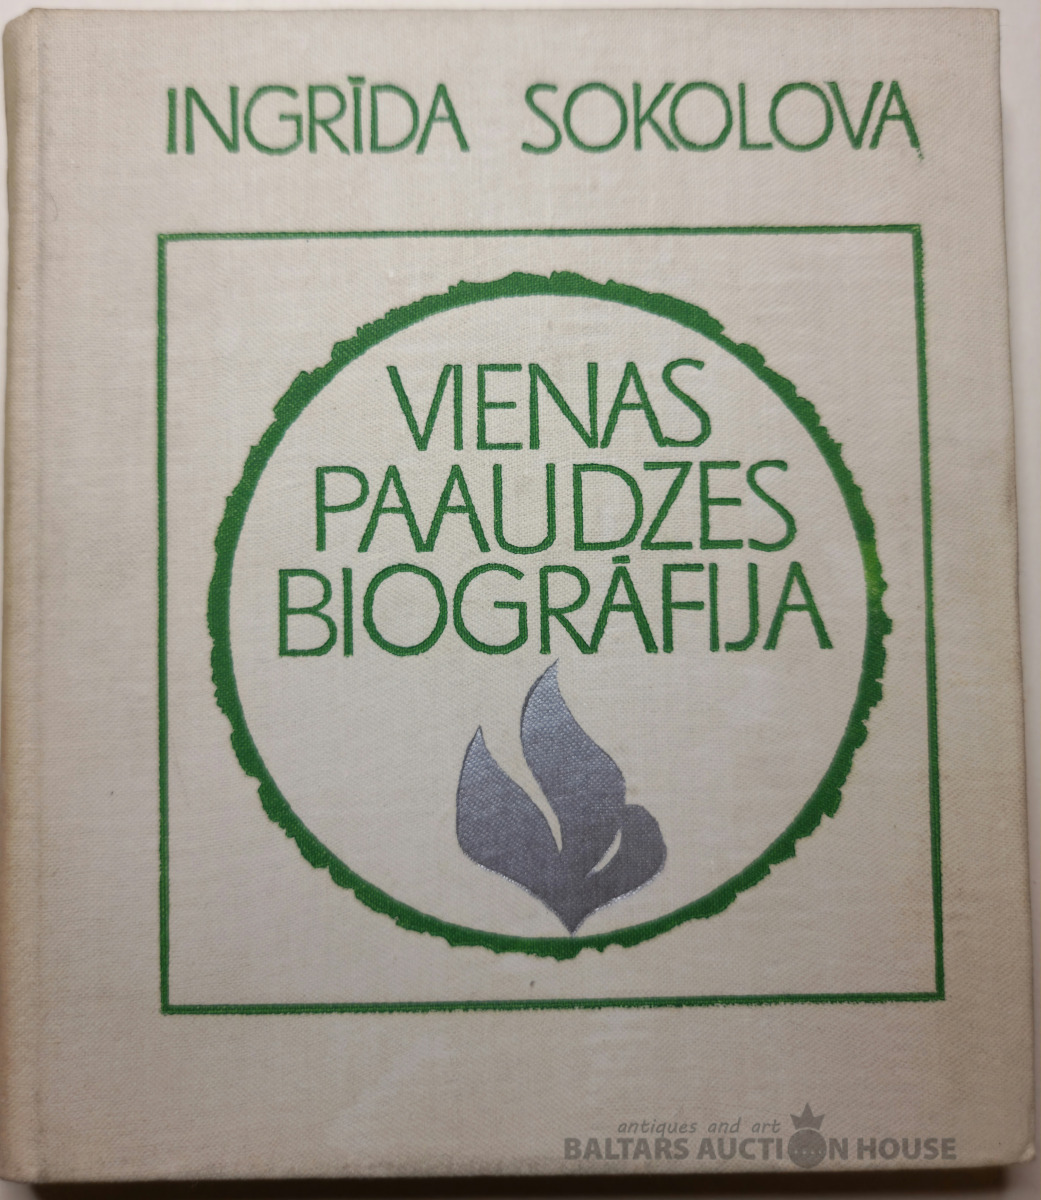 INGRĪDA SOKOLOVA
VIENAS
PAAUDZES
BIOGRĀFIJA
antiques and art
BALTARS AUCTION HOUSE